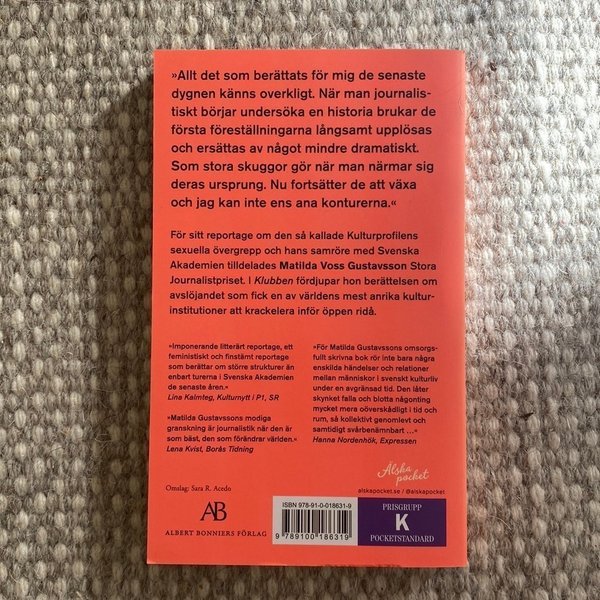 »Allt det som berättats för mig de senaste
dygnen känns overkligt. När man journalis-
tiskt börjar undersöka en historia brukar de
första föreställningarna långsamt upplösas
och ersättas av något mindre dramatiskt.
Som stora skuggor gör när man närmar sig
deras ursprung. Nu fortsätter de att växa
och jag kan inte ens ana konturerna.«
För sitt reportage om den så kallade Kulturprofilens
sexuella övergrepp och hans samröre med Svenska
Akademien tilldelades Matilda Voss Gustavsson Stora
Journalistpriset. I Klubben fördjupar hon berättelsen om
avslöjandet som fick en av världens mest anrika kultur-
institutioner att krackelera inför öppen ridå.
»Imponerande litterärt reportage, ett
feministiskt och finstämt reportage
som berättar om större strukturer än
enbart turerna i Svenska Akademien
de senaste åren.«
Lina Kalmteg, Kulturnytt i P1, SR
»Matilda Gustavssons modiga
granskning är journalistik när den är
som bäst, den som förändrar världen.«
Lena Kvist, Borås Tidning
»För Matilda Gustavssons omsorgs-
fullt skrivna bok rör inte bara några
enskilda händelser och relationer
mellan människor i svenskt kulturliv
under en avgränsad tid. Den låter
skynket falla och blotta någonting
mycket mera oöverskådligt i tid och
rum, så kollektivt genomlevt och
samtidigt svårbenämnbart ...«
Hanna Nordenhök, Expressen
Älska
pocket
alskapocket.se / @alskapocket
Omslag: Sara R. Acedo
AB
ALBERT BONNIERS FÖRLAG
ISBN 978-91-0-018631-9
9 789100 186319
PRISGRUPP
K
POCKETSTANDARD